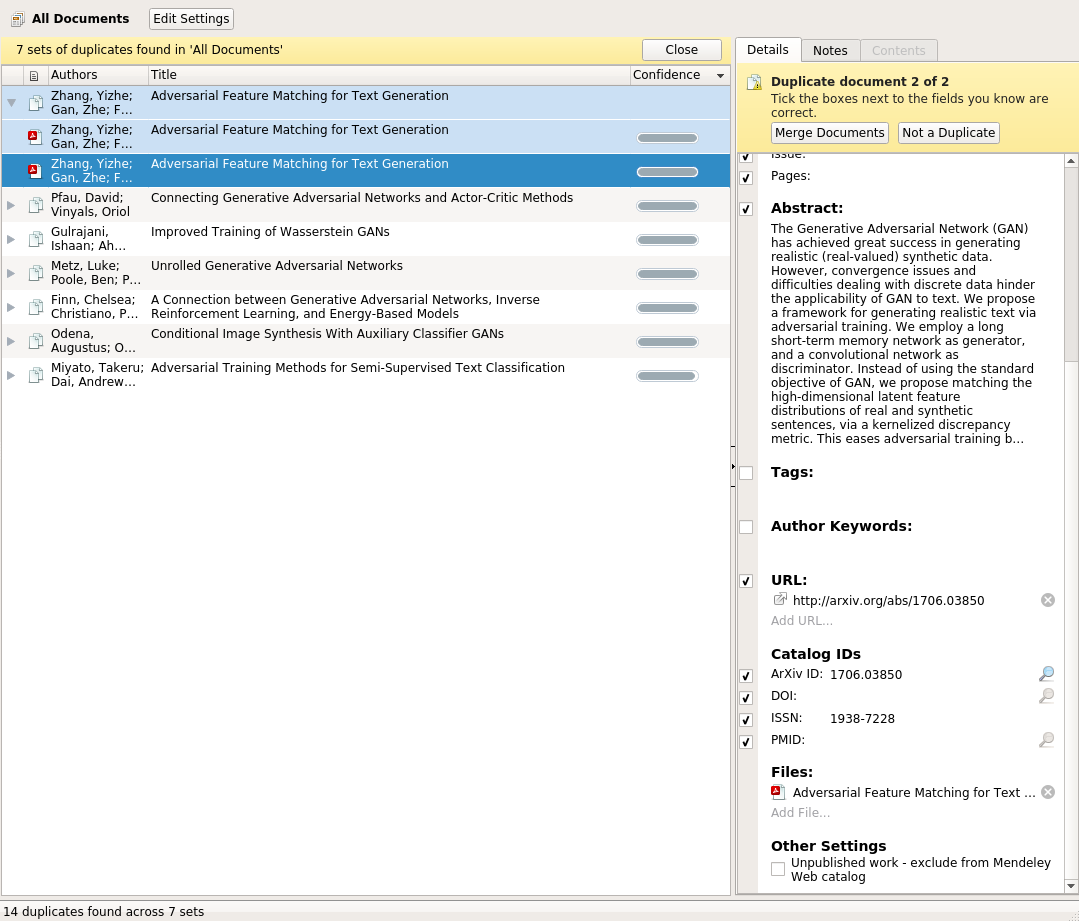 All Documents
Edit Settings
7 sets of duplicates found in 'All Documents'
Close
Authors
Title
Confidence
Zhang, Yizhe;
Gan, Zhe; F...
Adversarial Feature Matching for Text Generation
Zhang, Yizhe;
Gan, Zhe; F...
Adversarial Feature Matching for Text Generation
Zhang, Yizhe;
Gan, Zhe; F...
Adversarial Feature Matching for Text Generation
Pfau, David;
Vinyals, Oriol
Connecting Generative Adversarial Networks and Actor-Critic Methods
Gulrajani,
Ishaan; Ah...
Improved Training of Wasserstein GANs
Metz, Luke;
Poole, Ben; P...
Unrolled Generative Adversarial Networks
Finn, Chelsea;
Christiano, P...
A Connection between Generative Adversarial Networks, Inverse
Reinforcement Learning, and Energy-Based Models
Odena,
Augustus; O...
Conditional Image Synthesis With Auxiliary Classifier GANs
Miyato, Takeru;
Dai, Andrew...
Adversarial Training Methods for Semi-Supervised Text Classification
Details
Notes
Contents
Duplicate document 2 of 2
Tick the boxes next to the fields you know are
correct.
Merge Documents
Not a Duplicate
Issue:
Pages:
Abstract:
The Generative Adversarial Network (GAN)
has achieved great success in generating
realistic (real-valued) synthetic data.
However, convergence issues and
difficulties dealing with discrete data hinder
the applicability of GAN to text. We propose
a framework for generating realistic text via
adversarial training. We employ a long
short-term memory network as generator,
and a convolutional network as
discriminator. Instead of using the standard
objective of GAN, we propose matching the
high-dimensional latent feature
distributions of real and synthetic
sentences, via a kernelized discrepancy
metric. This eases adversarial training b...
Tags:
Author Keywords:
URL:
http://arxiv.org/abs/1706.03850
Add URL...
Catalog IDs
ArXiv ID: 1706.03850
DOI:
ISSN: 1938-7228
PMID:
Files:
Adversarial Feature Matching for Text ...
Add File...
Other Settings
Unpublished work - exclude from Mendeley
Web catalog
14 duplicates found across 7 sets